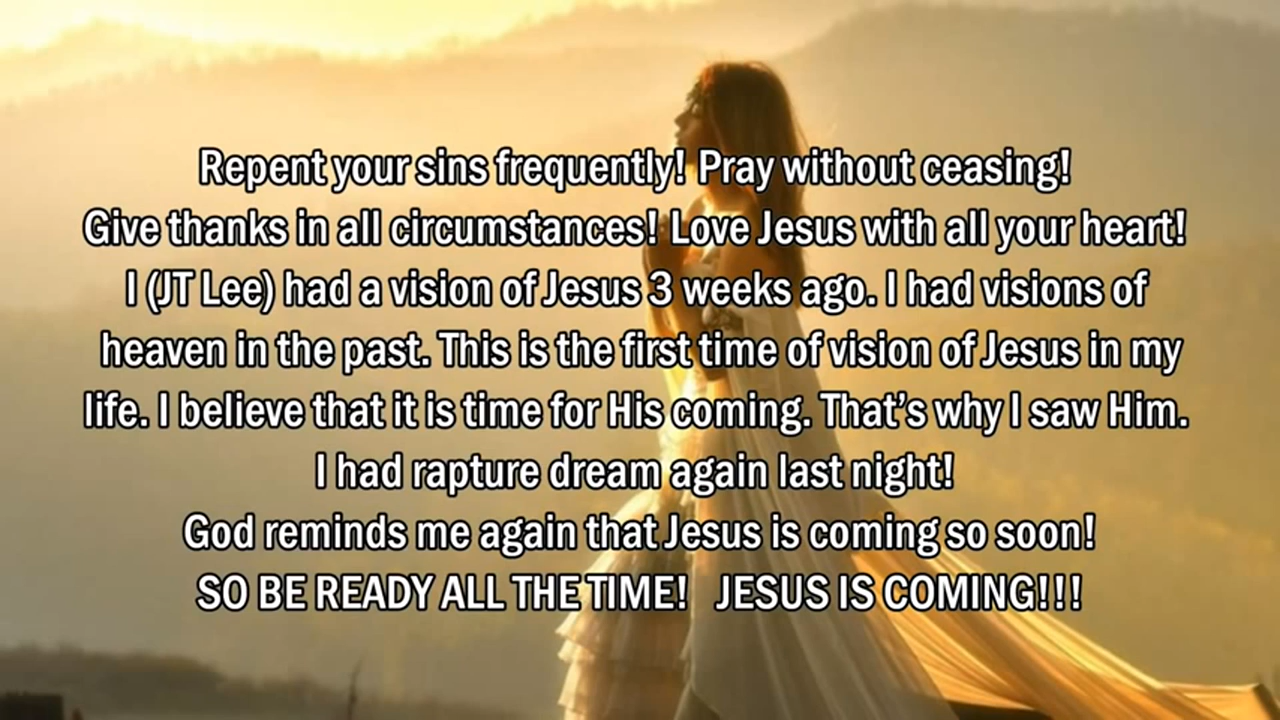 Repent your sins frequently! Pray without ceasing!
Give thanks in all circumstances! Love Jesus with all your heart!
I (JT Lee) had a vision of Jesus 3 weeks ago. I had visions of
heaven in the past. This is the first time of vision of Jesus in my
life. I believe that it is time for His coming. That’s why I saw Him.
I had rapture dream again last night!
God reminds me again that Jesus is coming so soon!
SO BE READY ALL THE TIME!   JESUS IS COMING!!!